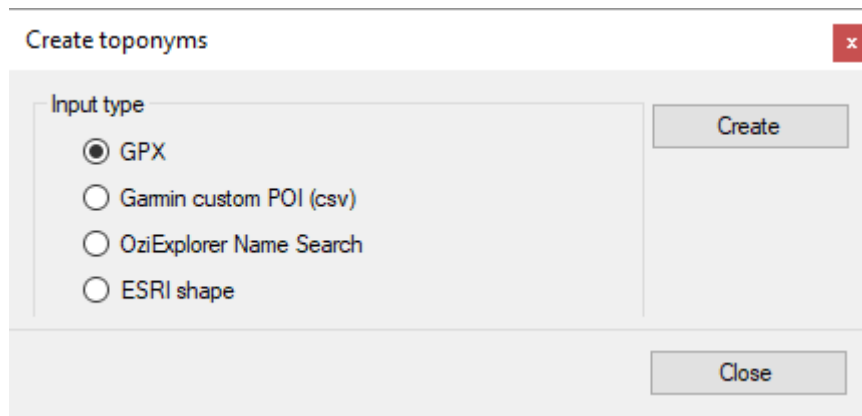 Create toponyms
x
Input type
GPX
Create
Garmin custom POI (csv)
OziExplorer Name Search
ESRI shape
Close